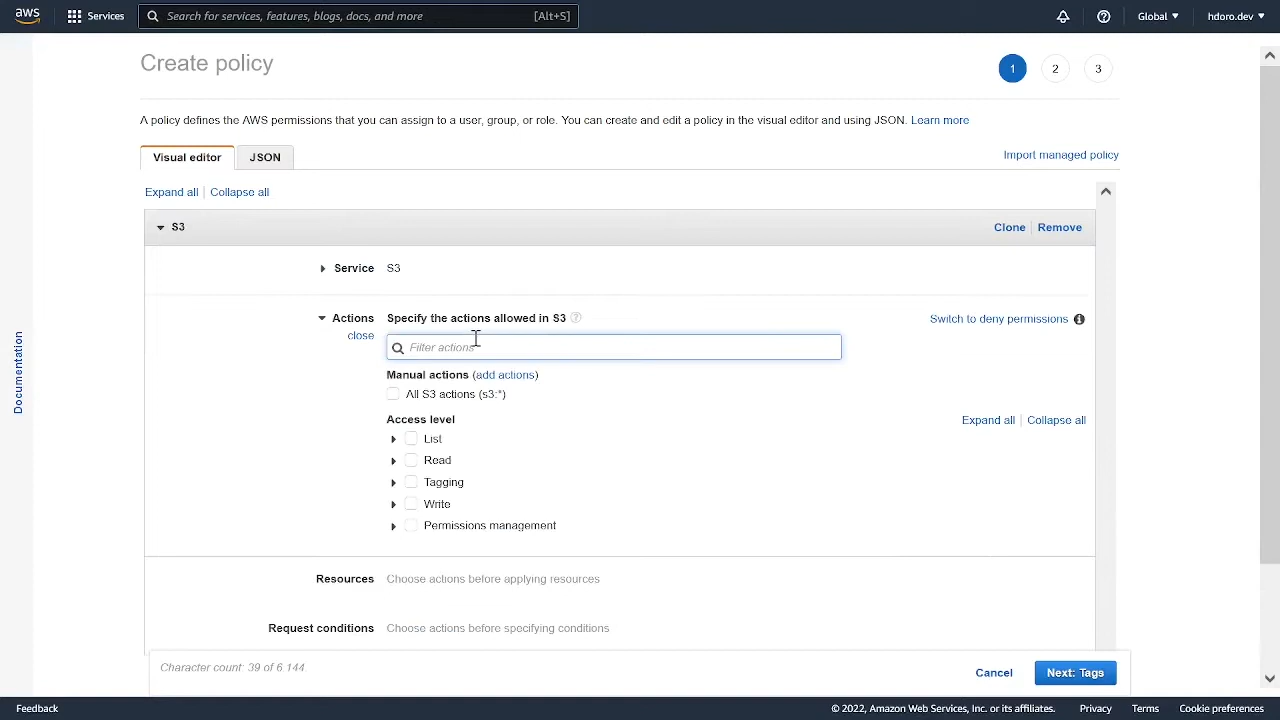 aws Services Search for services, features, blogs, docs, and more [Alt+S] Global hdoro.dev
Create policy
1 2 3
A policy defines the AWS permissions that you can assign to a user, group, or role. You can create and edit a policy in the visual editor and using JSON. Learn more
Visual editor JSON Import managed policy
Expand all Collapse all
S3 Clone Remove
Service S3
Actions Specify the actions allowed in S3 ? Switch to deny permissions
close
Filter actions
Manual actions (add actions)
All S3 actions (s3:*)
Access level Expand all Collapse all
List
Read
Tagging
Write
Permissions management
Resources Choose actions before applying resources
Request conditions Choose actions before specifying conditions
Character count: 39 of 6,144
Cancel Next: Tags
Documentation
Feedback © 2022, Amazon Web Services, Inc. or its affiliates. Privacy Terms Cookie preferences